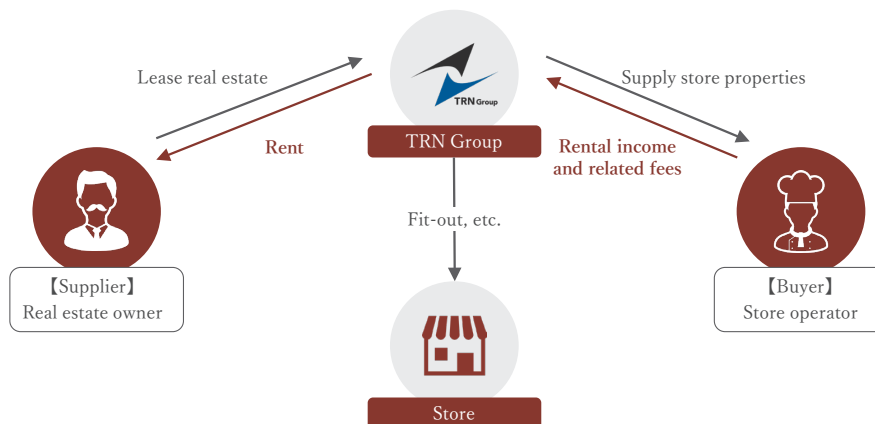 Lease real estate
Rent
TRN Group
TRN Group
Supply store properties
Rental income
and related fees
Fit-out, etc.
【Supplier】
Real estate owner
【Buyer】
Store operator
Store